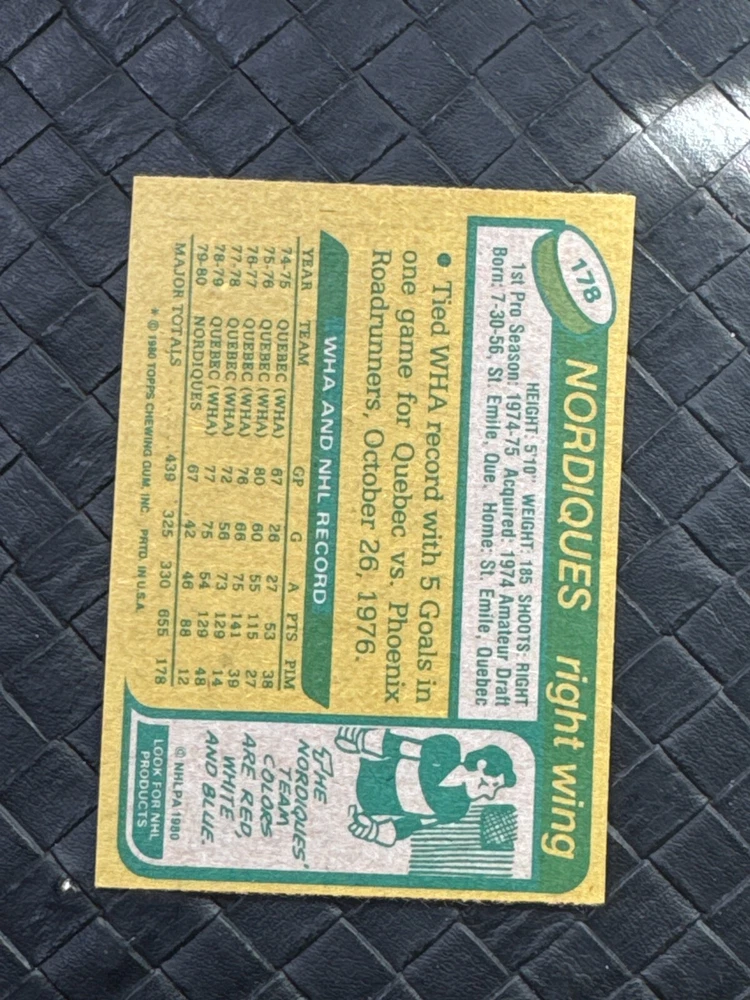 178
NORDIQUES right wing
HEIGHT: 5'10" WEIGHT: 185 SHOOTS: RIGHT
1st Pro Season: 1974-75 Acquired: 1974 Amateur Draft
Born: 7-30-56, St. Emile, Que. Home: St. Emile, Quebec
● Tied WHA record with 5 Goals in
one game for Quebec vs. Phoenix
Roadrunners, October 26, 1976.
WHA AND NHL RECORD
YEAR TEAM GP G A PTS PIM
74-75 QUEBEC (WHA) 67 26 27 53 38
75-76 QUEBEC (WHA) 80 60 55 115 27
76-77 QUEBEC (WHA) 76 66 75 141 39
77-78 QUEBEC (WHA) 72 56 73 129 14
78-79 QUEBEC (WHA) 77 75 54 129 48
79-80 NORDIQUES 67 42 46 88 12
MAJOR TOTALS . . . . . 439 325 330 655 178
* © 1980 TOPPS CHEWING GUM, INC. PRTD. IN U.S.A.
THE
NORDIQUES'
TEAM
COLORS
ARE RED,
WHITE
AND BLUE.
© NHLPA 1980
LOOK FOR NHL
PRODUCTS